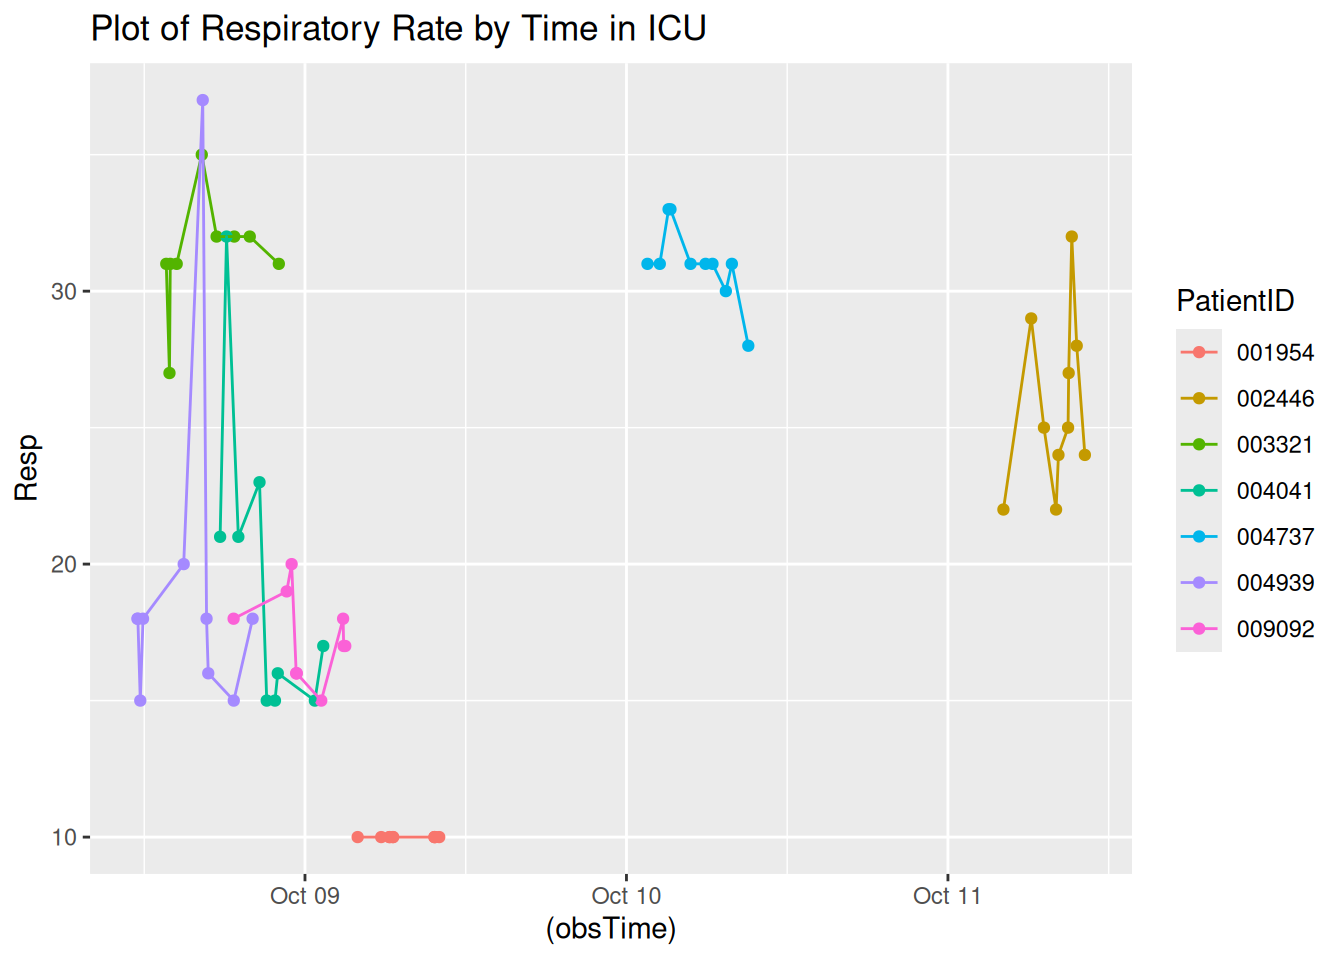 Plot of Respiratory Rate by Time in ICU
Resp
30
20
10
Oct 09
Oct 10
Oct 11
(obsTime)
PatientID
001954
002446
003321
004041
004737
004939
009092